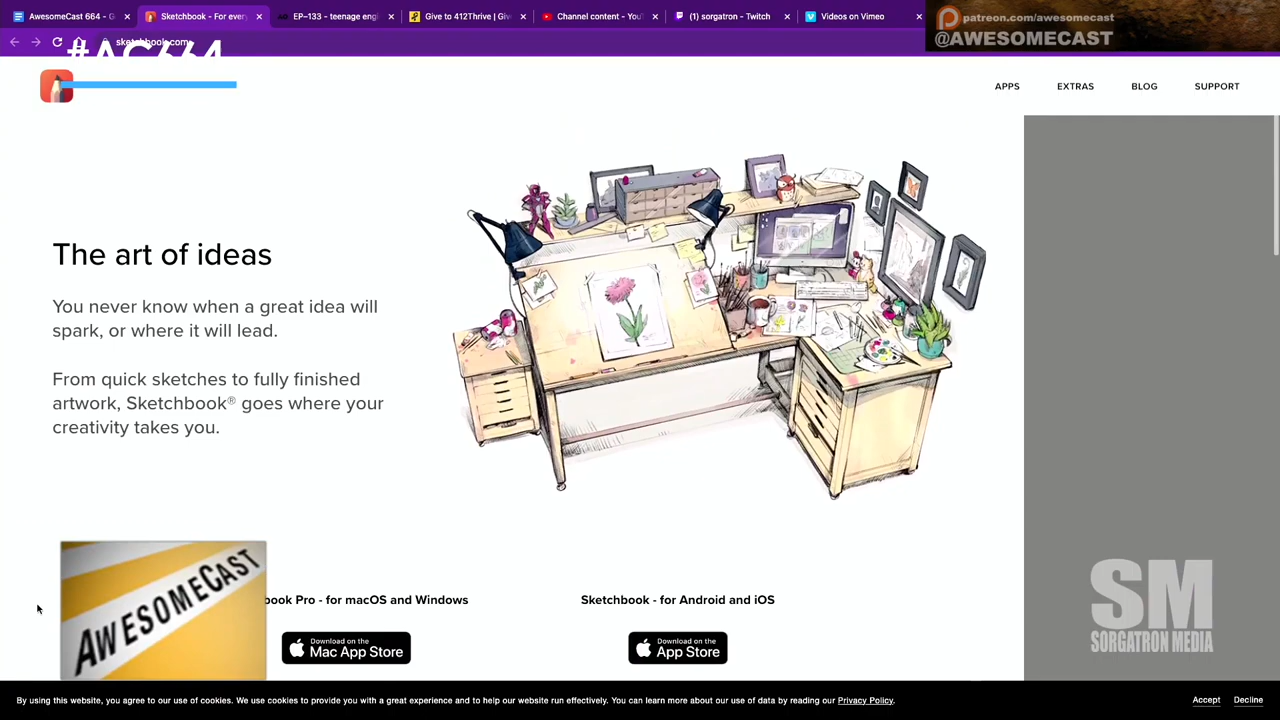 AwesomeCast 664 - G
Sketchbook - For every
EP–133 - teenage eng
Give to 412Thrive | Giv
Channel content - You
(1) sorgatron - Twitch
Videos on Vimeo
patreon.com/awesomecast
@AWESOMECAST
sketchbook.com
#AC664
APPS
EXTRAS
BLOG
SUPPORT
The art of ideas
You never know when a great idea will
spark, or where it will lead.
From quick sketches to fully finished
artwork, Sketchbook® goes where your
creativity takes you.
AWESOMECAST
book Pro - for macOS and Windows
Sketchbook - for Android and iOS
Download on the
Mac App Store
Download on the
App Store
SM
SORGATRON MEDIA
By using this website, you agree to our use of cookies. We use cookies to provide you with a great experience and to help our website run effectively. You can learn more about our use of data by reading our Privacy Policy.
Accept
Decline